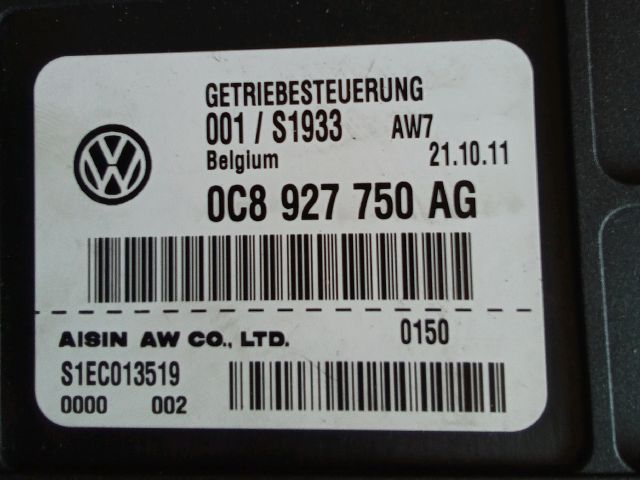 GETRIEBESTEUERUNG
001 / S1933 AW7
Belgium 21.10.11
0C8 927 750 AG
AISIN AW CO., LTD. 0150
S1EC013519
0000 002